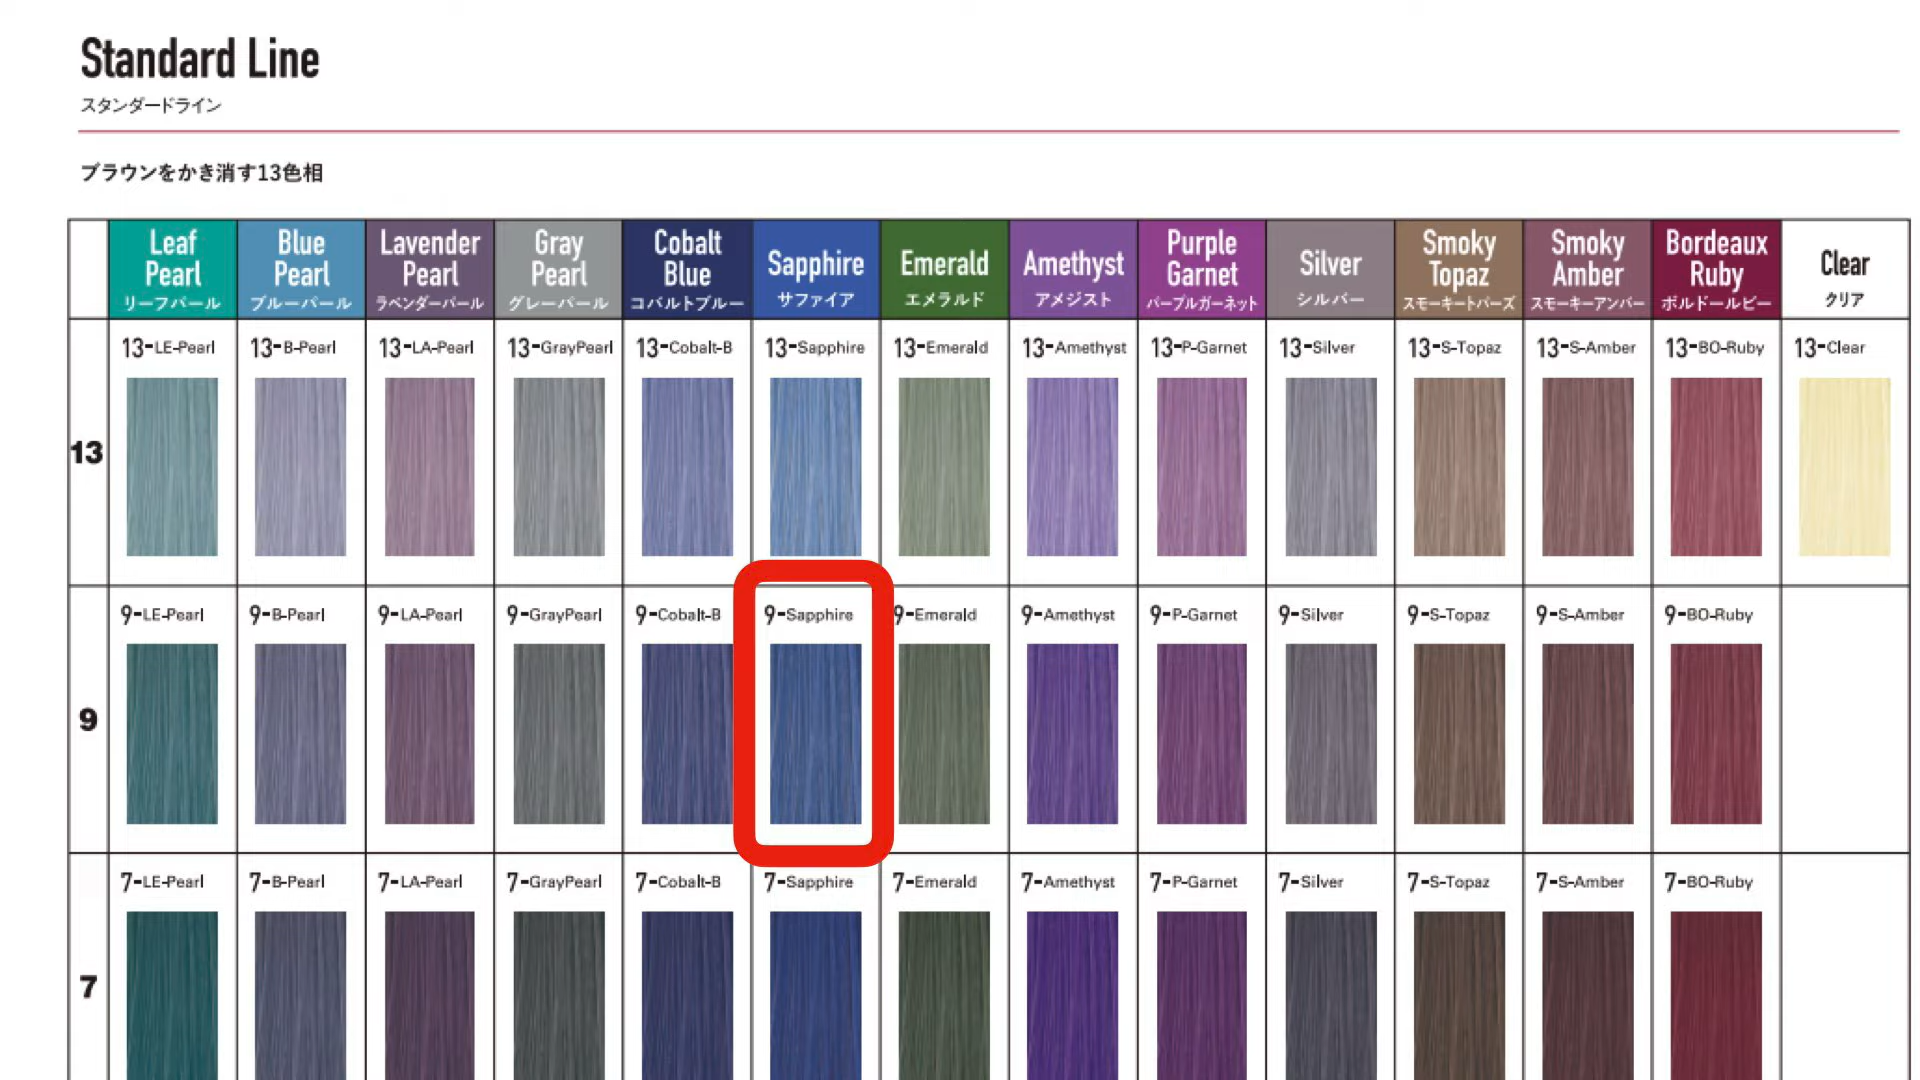 Standard Line
スタンダードライン
ブラウンをかき消す13色相
Leaf Pearl リーフパール
Blue Pearl ブルーパール
Lavender Pearl ラベンダーパール
Gray Pearl グレーパール
Cobalt Blue コバルトブルー
Sapphire サファイア
Emerald エメラルド
Amethyst アメジスト
Purple Garnet パープルガーネット
Silver シルバー
Smoky Topaz スモーキートパーズ
Smoky Amber スモーキーアンバー
Bordeaux Ruby ボルドールビー
Clear クリア
13 13-LE-Pearl 13-B-Pearl 13-LA-Pearl 13-GrayPearl 13-Cobalt-B 13-Sapphire 13-Emerald 13-Amethyst 13-P-Garnet 13-Silver 13-S-Topaz 13-S-Amber 13-BO-Ruby 13-Clear
9 9-LE-Pearl 9-B-Pearl 9-LA-Pearl 9-GrayPearl 9-Cobalt-B 9-Sapphire 9-Emerald 9-Amethyst 9-P-Garnet 9-Silver 9-S-Topaz 9-S-Amber 9-BO-Ruby
7 7-LE-Pearl 7-B-Pearl 7-LA-Pearl 7-GrayPearl 7-Cobalt-B 7-Sapphire 7-Emerald 7-Amethyst 7-P-Garnet 7-Silver 7-S-Topaz 7-S-Amber 7-BO-Ruby